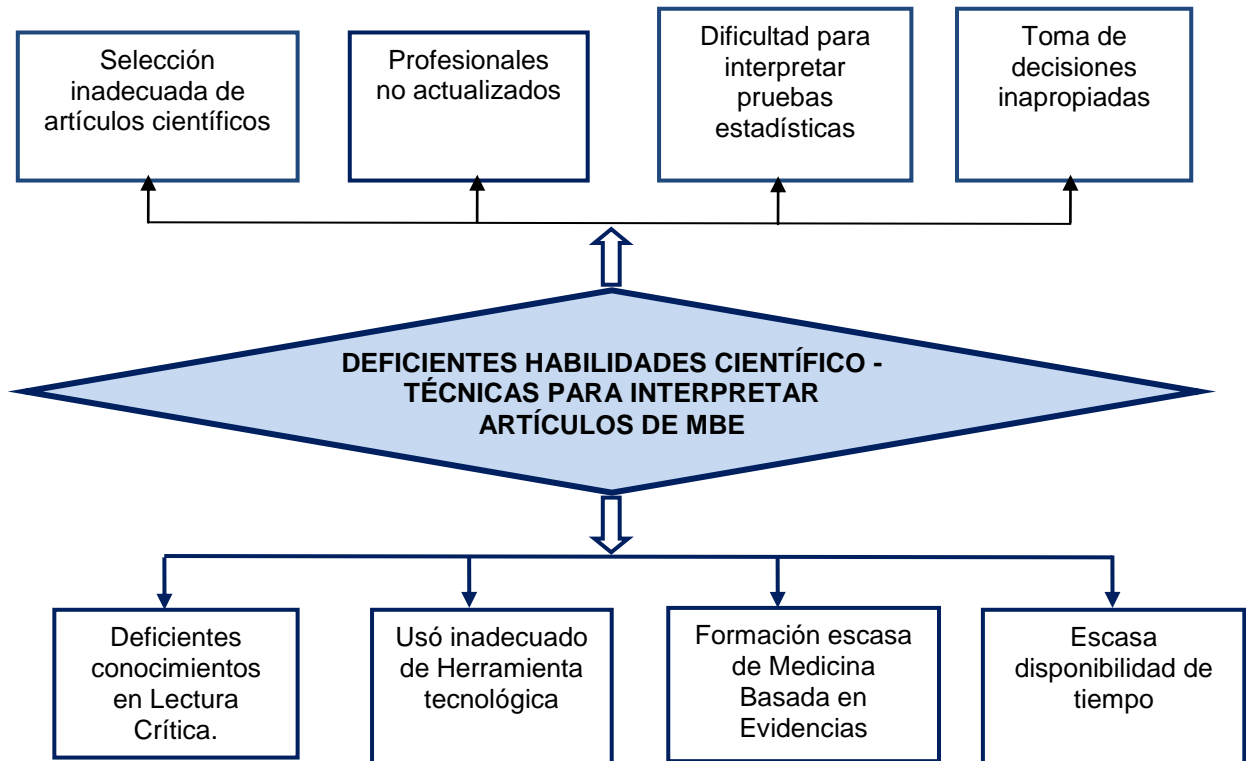 Selección
inadecuada de
artículos científicos
Profesionales
no actualizados
Dificultad para
interpretar
pruebas
estadísticas
Toma de
decisiones
inapropiadas
DEFICIENTES HABILIDADES CIENTÍFICO -
TÉCNICAS PARA INTERPRETAR
ARTÍCULOS DE MBE
Deficientes
conocimientos
en Lectura
Crítica.
Usó inadecuado
de Herramienta
tecnológica
Formación escasa
de Medicina
Basada en
Evidencias
Escasa
disponibilidad de
tiempo